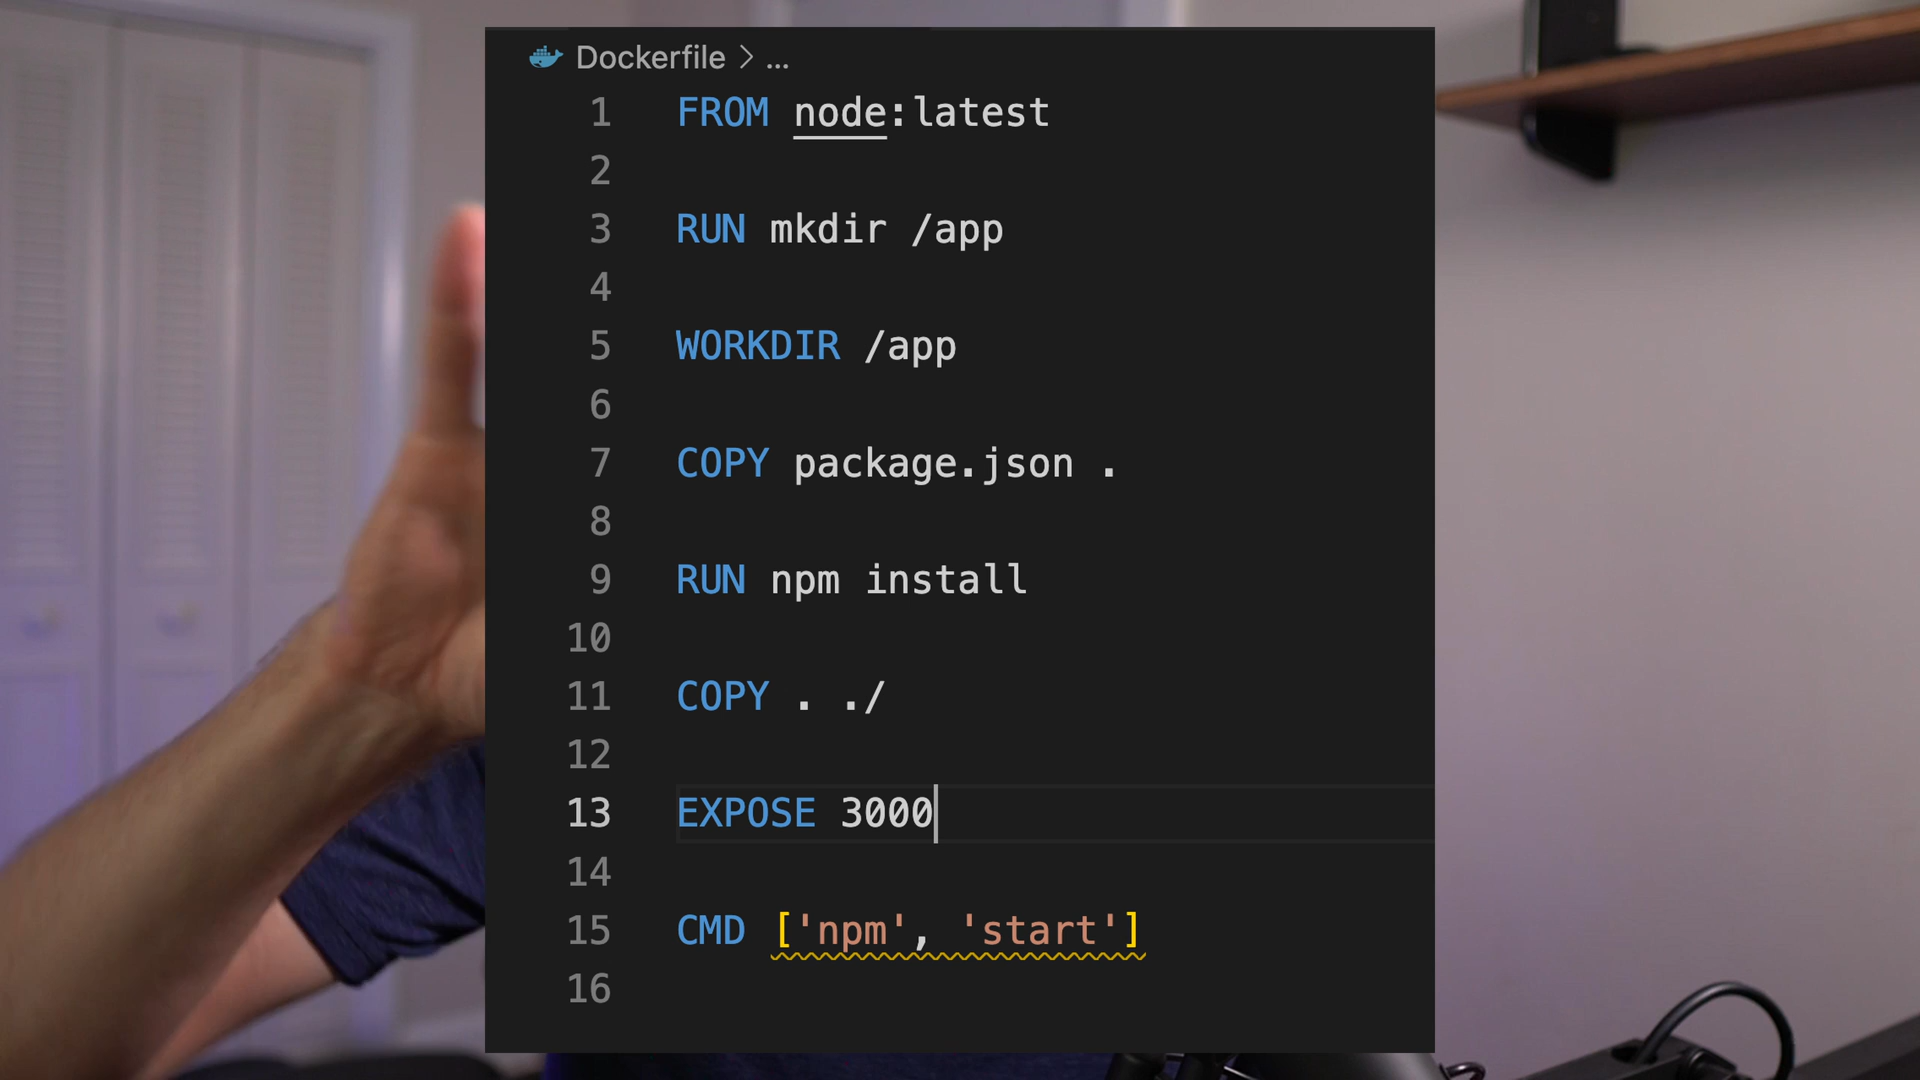 Dockerfile > ...
1 FROM node:latest
2
3 RUN mkdir /app
4
5 WORKDIR /app
6
7 COPY package.json .
8
9 RUN npm install
10
11 COPY . ./
12
13 EXPOSE 3000
14
15 CMD ['npm', 'start']
16